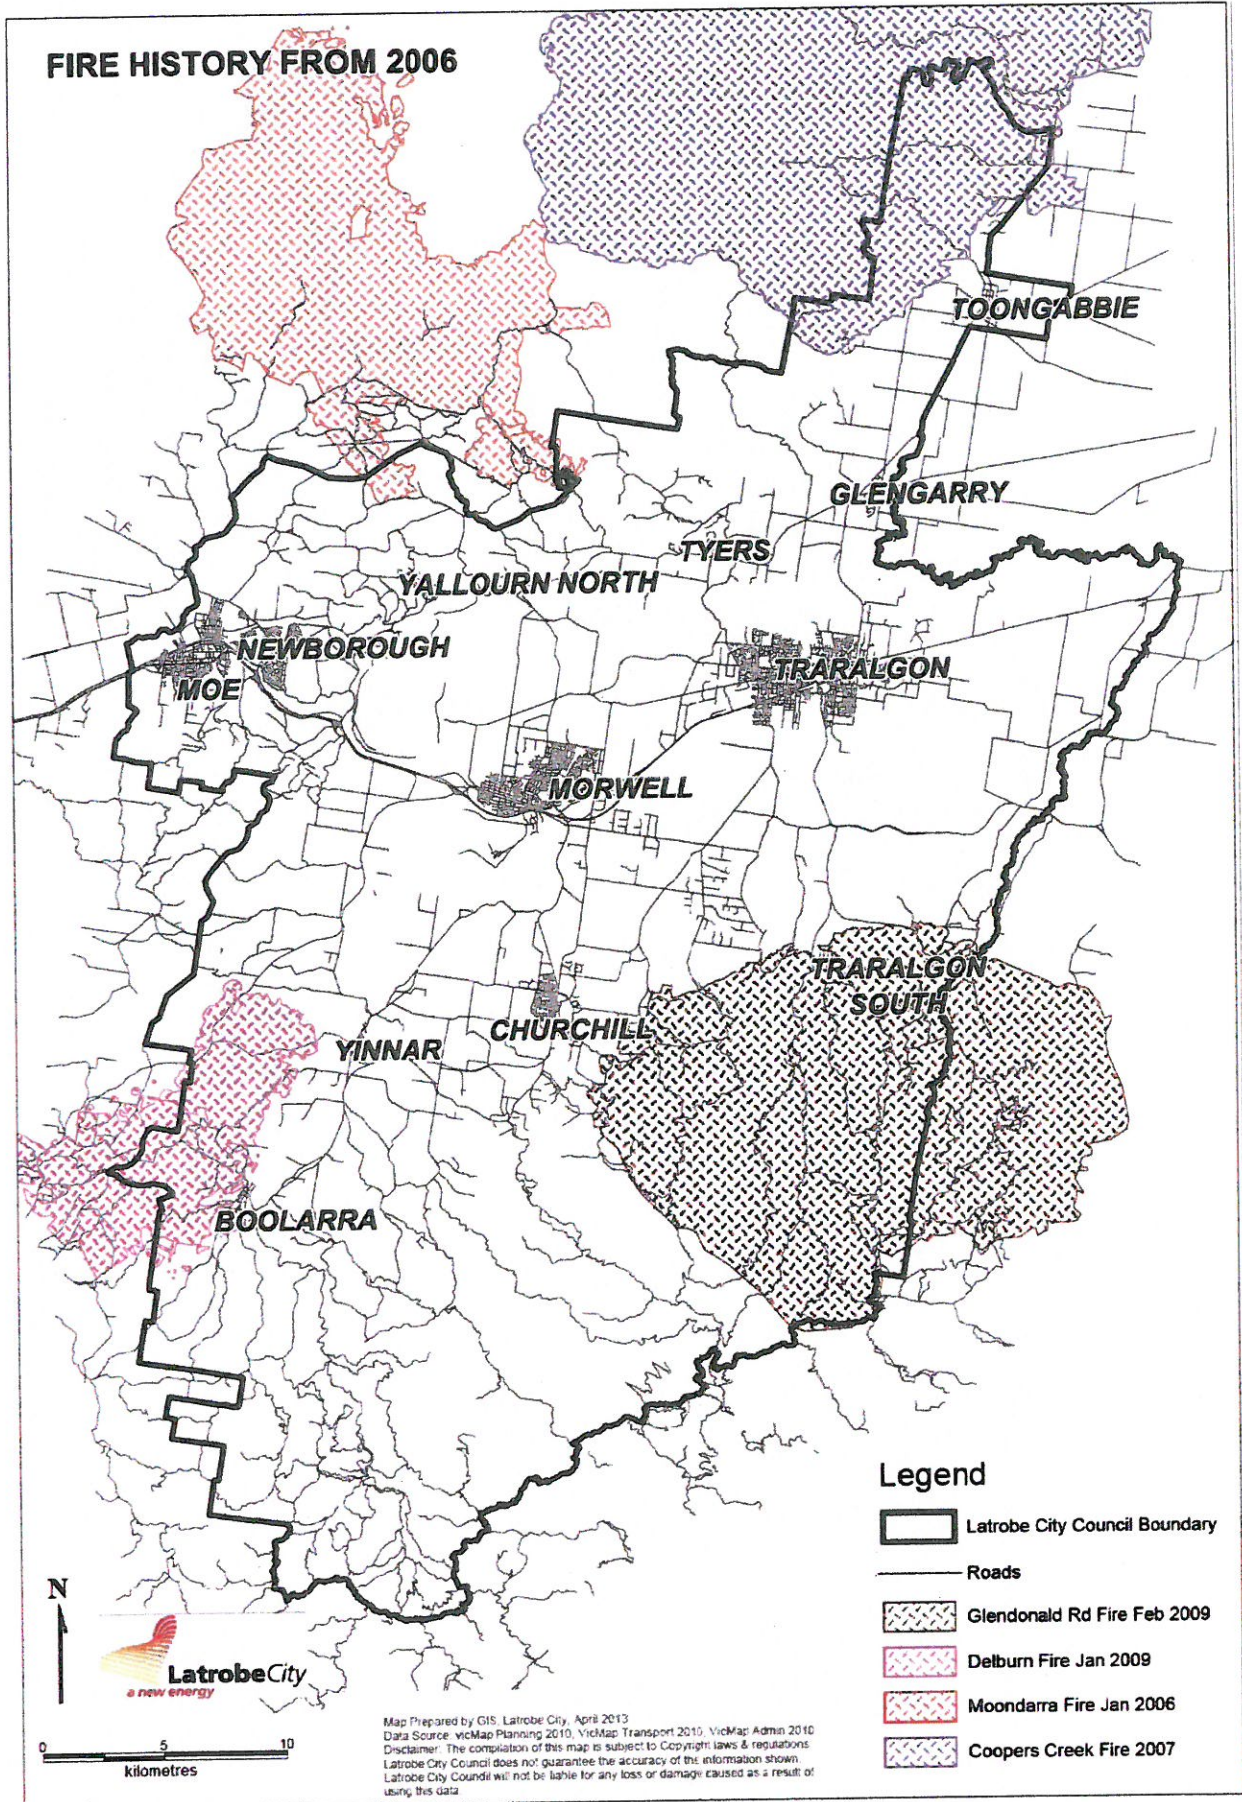 FIRE HISTORY FROM 2006
TOONGABBIE
GLENGARRY
TYERS
YALLOURN NORTH
NEWBOROUGH
TRARALGON
MOE
MORWELL
TRARALGON
SOUTH
CHURCHILL
YINNAR
BOOLARRA
Legend
Latrobe City Council Boundary
Roads
Glendonald Rd Fire Feb 2009
Delburn Fire Jan 2009
Moondarra Fire Jan 2006
Coopers Creek Fire 2007
N
LatrobeCity
a new energy
0 5 10
kilometres
Map Prepared by GIS, Latrobe City, April 2013
Data Source: VicMap Planning 2010, VicMap Transport 2010, VicMap Admin 2010
Disclaimer: The compilation of this map is subject to Copyright laws & regulations
Latrobe City Council does not guarantee the accuracy of the information shown.
Latrobe City Council will not be liable for any loss or damage caused as a result of
using this data